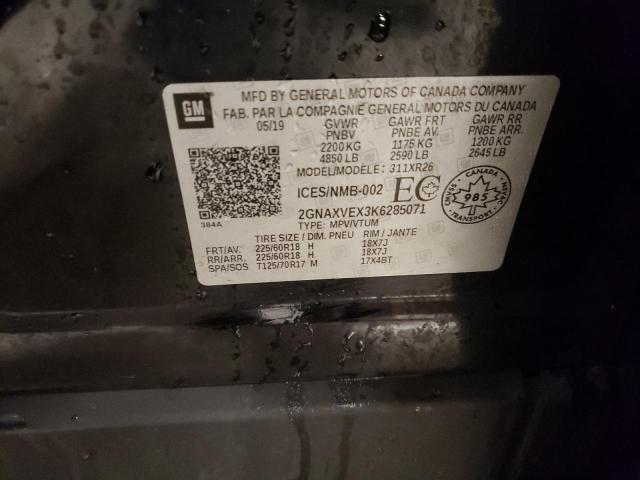 GM
MFD BY GENERAL MOTORS OF CANADA COMPANY
FAB. PAR LA COMPAGNIE GENERAL MOTORS DU CANADA
05/19 GVWR GAWR FRT GAWR RR
PNBV PNBE AV. PNBE ARR.
2200 KG 1175 KG 1200 KG
4850 LB 2590 LB 2645 LB
MODEL/MODÈLE: 311XR26
ICES/NMB-002 EC
CANADA
985
384A
2GNAXVEX3K6285071
TYPE: MPV/VTUM
TIRE SIZE / DIM. PNEU RIM / JANTE
FRT/AV. 225/60R18 H 18X7J
RR/ARR. 225/60R18 H 18X7J
SPA/SOS T125/70R17 M 17X4BT